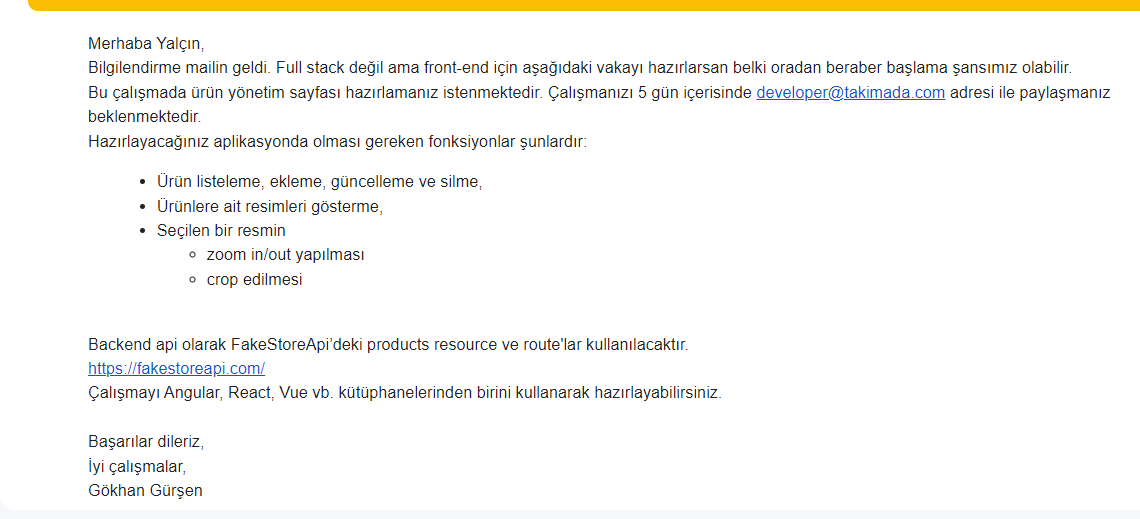 Merhaba Yalçın,
Bilgilendirme mailin geldi. Full stack değil ama front-end için aşağıdaki vakayı hazırlarsan belki oradan beraber başlama şansımız olabilir.
Bu çalışmada ürün yönetim sayfası hazırlamanız istenmektedir. Çalışmanızı 5 gün içerisinde developer@takimada.com adresi ile paylaşmanız
beklenmektedir.
Hazırlayacağınız aplikasyonda olması gereken fonksiyonlar şunlardır:
• Ürün listeleme, ekleme, güncelleme ve silme,
• Ürünlere ait resimleri gösterme,
• Seçilen bir resmin
◦ zoom in/out yapılması
◦ crop edilmesi
Backend api olarak FakeStoreApi’deki products resource ve route'lar kullanılacaktır.
https://fakestoreapi.com/
Çalışmayı Angular, React, Vue vb. kütüphanelerinden birini kullanarak hazırlayabilirsiniz.
Başarılar dileriz,
İyi çalışmalar,
Gökhan Gürşen